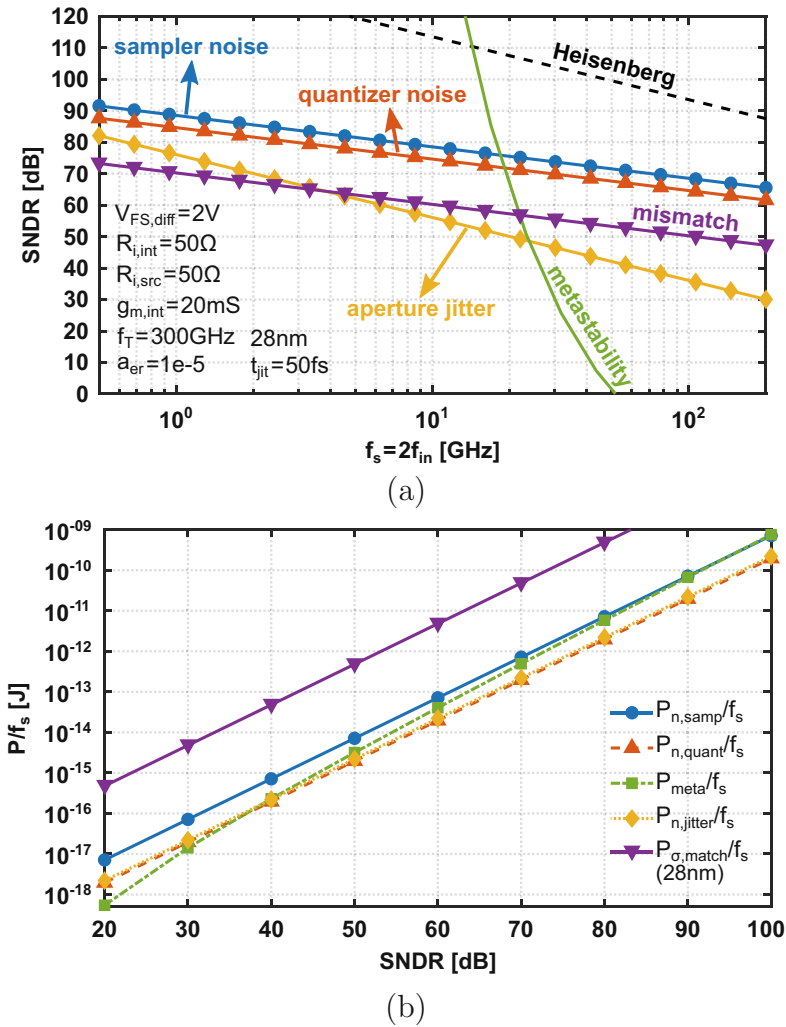 120
110
100
90
80
70
60
50
40
30
20
10
0
SNDR [dB]
sampler noise
Heisenberg
quantizer noise
mismatch
aperture jitter
metastability
V_FS,diff=2V
R_i,int=50Ω
R_i,src=50Ω
g_m,int=20mS
f_T=300GHz 28nm
a_er=1e-5 t_jit=50fs
10^0 10^1 10^2
f_s=2f_in [GHz]
(a)
10^-09
10^-10
10^-11
10^-12
10^-13
10^-14
10^-15
10^-16
10^-17
10^-18
P/f_s [J]
P_n,samp/f_s
P_n,quant/f_s
P_meta/f_s
P_n,jitter/f_s
P_σ,match/f_s
(28nm)
20 30 40 50 60 70 80 90 100
SNDR [dB]
(b)